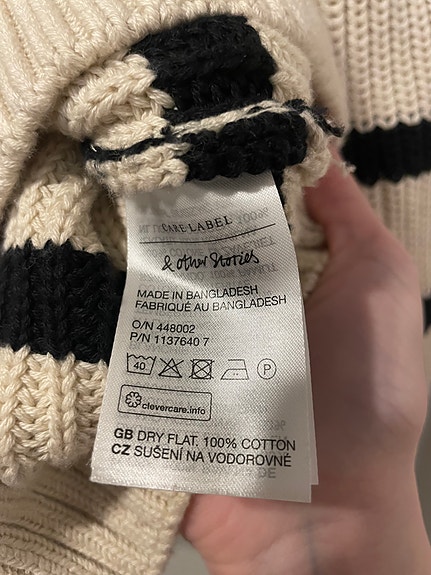 CARE LABEL
& other Stories
MADE IN BANGLADESH
FABRIQUÉ AU BANGLADESH
O/N 448002
P/N 1137640 7
40 P
clevercare.info
GB DRY FLAT. 100% COTTON
CZ SUŠENÍ NA VODOROVNÉ
DE